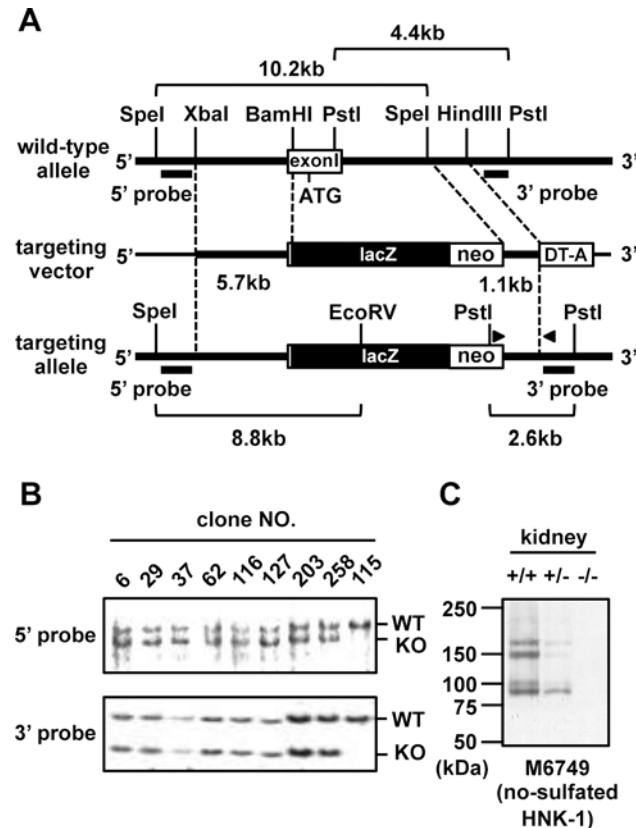 A
4.4kb
10.2kb
SpeI XbaI BamHI PstI SpeI HindIII PstI
wild-type allele 5' exonI 3'
5' probe ATG 3' probe
targeting vector 5' lacZ neo DT-A 3'
5.7kb 1.1kb
SpeI EcoRV PstI PstI
targeting allele 5' lacZ neo 3'
5' probe 3' probe
8.8kb 2.6kb
B
clone NO.
6 29 37 62 116 127 203 258 115
5' probe WT
KO
3' probe WT
KO
C
kidney
+/+ +/- -/-
250
150
100
75
50
(kDa)
M6749
(no-sulfated
HNK-1)